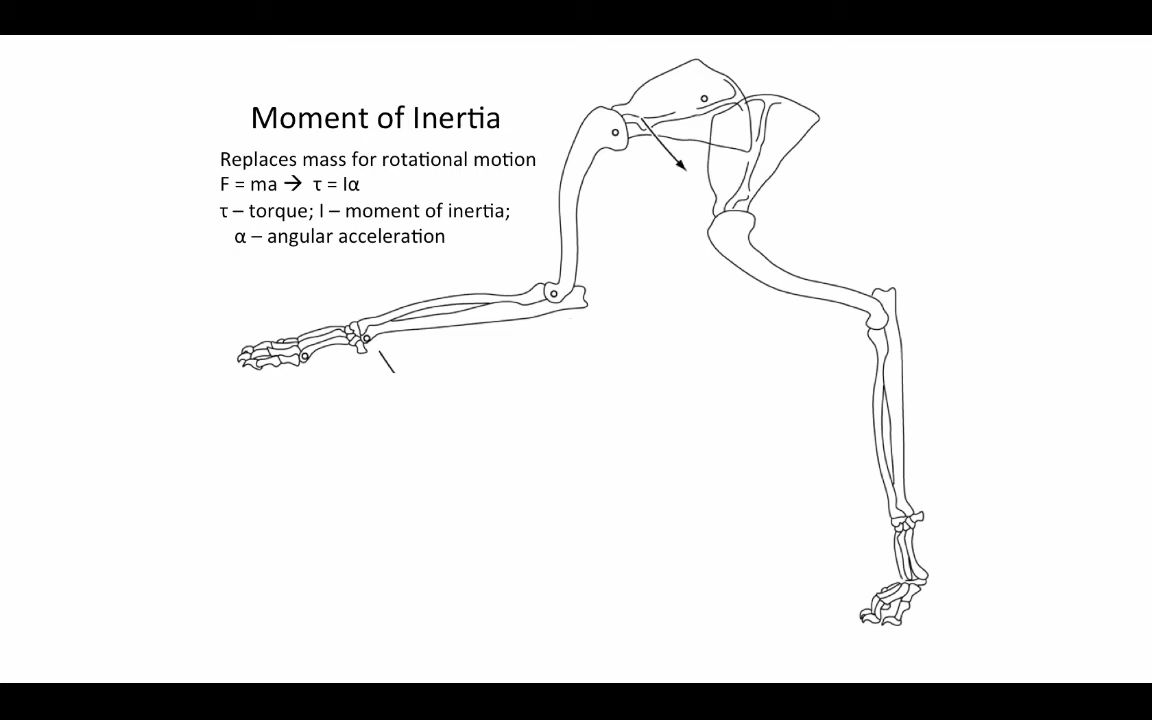 Moment of Inertia
Replaces mass for rotational motion
F = ma → τ = Iα
τ – torque; I – moment of inertia;
α – angular acceleration